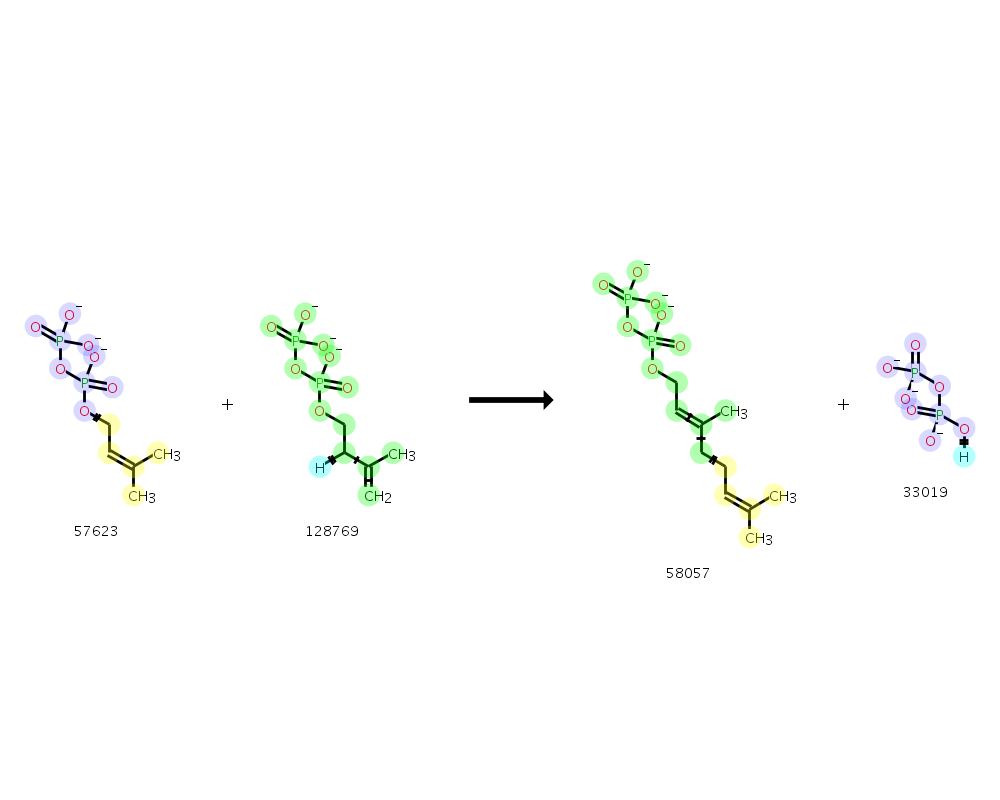 O O⁻ P O⁻ O⁻ O P O O CH3 CH3
57623
+
O O⁻ P O⁻ O⁻ O P O O H CH3 CH2
128769
O O⁻ P O⁻ O⁻ O P O O CH3 CH3 CH3
58057
+
O O⁻ P O O⁻ O P O⁻ O H
33019